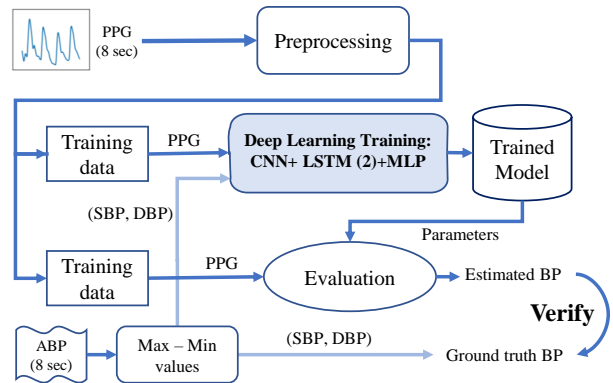 PPG
(8 sec)
Preprocessing
Training
data
PPG
Deep Learning Training:
CNN+ LSTM (2)+MLP
Trained
Model
(SBP, DBP)
Parameters
Training
data
PPG
Evaluation
Estimated BP
Verify
ABP
(8 sec)
Max – Min
values
(SBP, DBP)
Ground truth BP